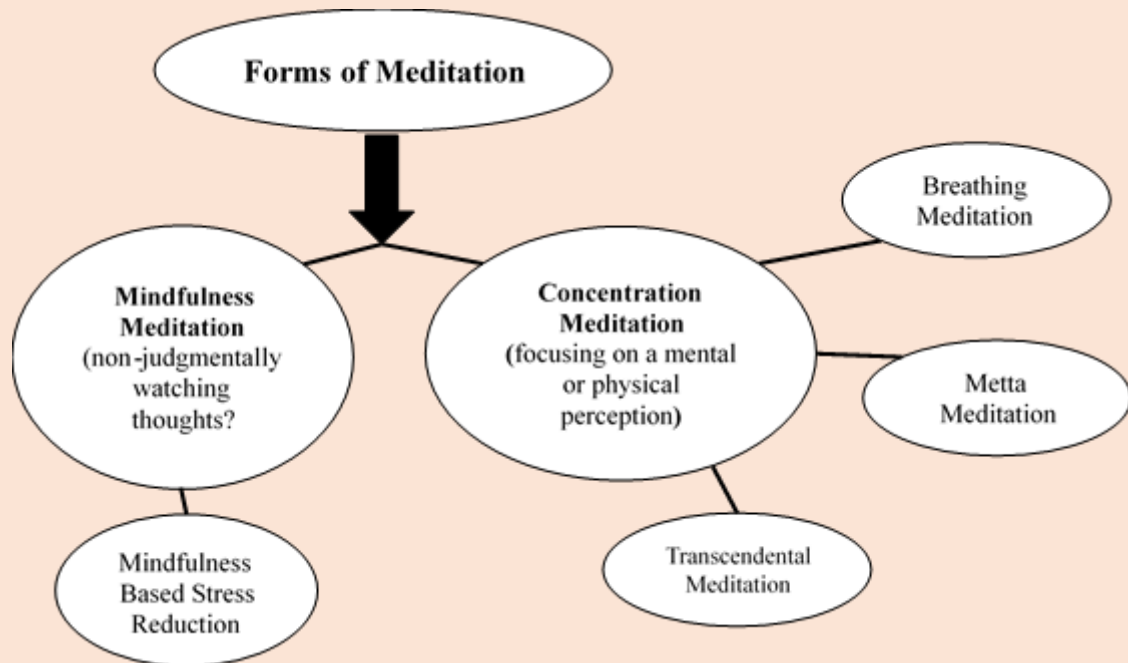 Forms of Meditation
Breathing
Meditation
Mindfulness
Meditation
(non-judgmentally
watching
thoughts?
Concentration
Meditation
(focusing on a mental
or physical
perception)
Metta
Meditation
Mindfulness
Based Stress
Reduction
Transcendental
Meditation